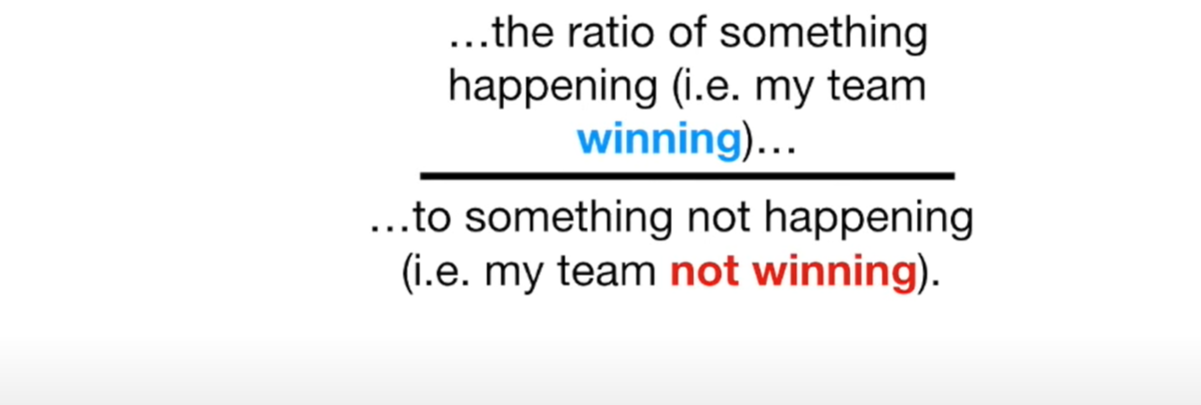 ...the ratio of something
happening (i.e. my team
winning)...
...to something not happening
(i.e. my team not winning).